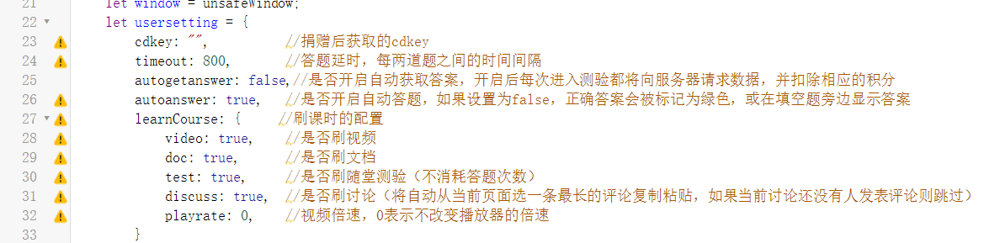 21 let window = unsafeWindow;
22 let usersetting = {
23 cdkey: "", //捐赠后获取的cdkey
24 timeout: 800, //答题延时，每两道题之间的时间间隔
25 autogetanswer: false,//是否开启自动获取答案，开启后每次进入测验都将向服务器请求数据，并扣除相应的积分
26 autoanswer: true, //是否开启自动答题，如果设置为false，正确答案会被标记为绿色，或在填空题旁边显示答案
27 learnCourse: { //刷课时的配置
28 video: true, //是否刷视频
29 doc: true, //是否刷文档
30 test: true, //是否刷随堂测验（不消耗答题次数）
31 discuss: true, //是否刷讨论（将自动从当前页面选一条最长的评论复制粘贴，如果当前讨论还没有人发表评论则跳过）
32 playrate: 0, //视频倍速，0表示不改变播放器的倍速
33 }